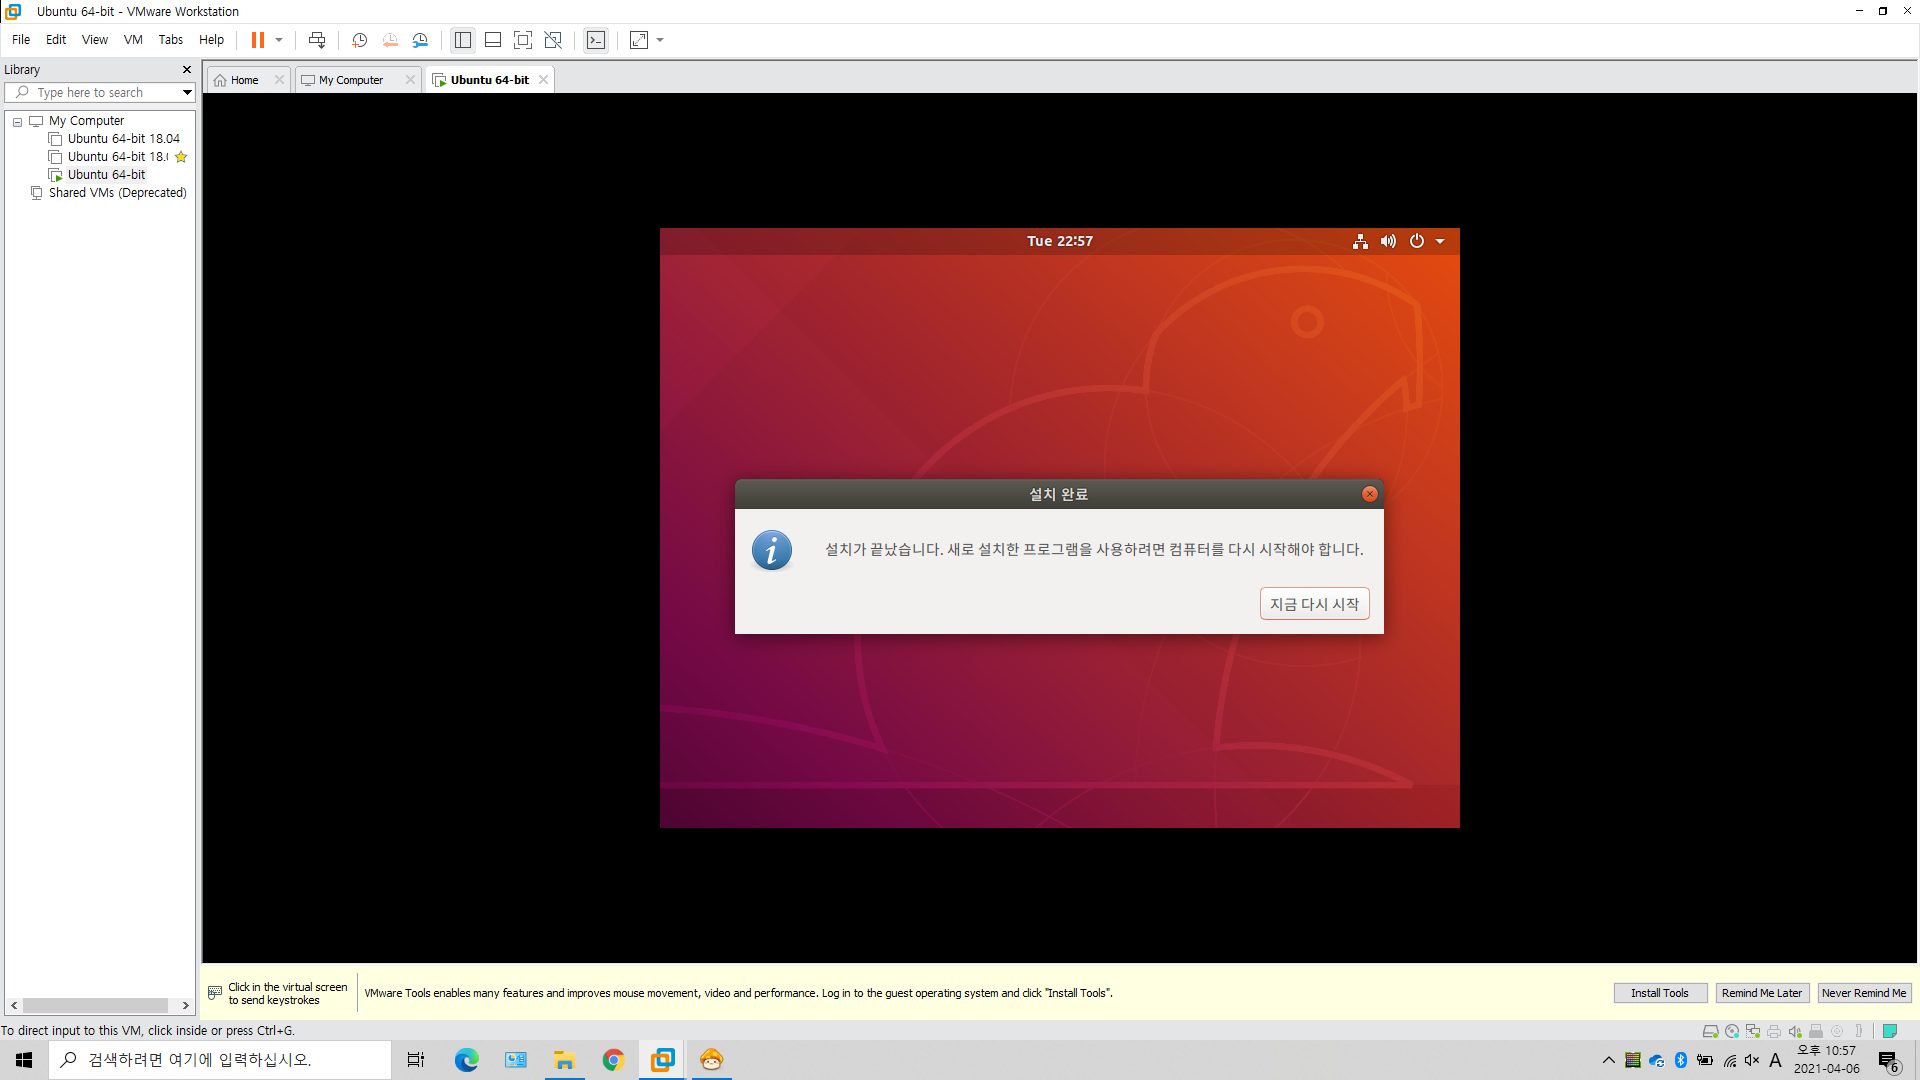 Ubuntu 64-bit - VMware Workstation
File Edit View VM Tabs Help
Library
Type here to search
Home
My Computer
Ubuntu 64-bit
My Computer
Ubuntu 64-bit 18.04
Ubuntu 64-bit 18.
Ubuntu 64-bit
Shared VMs (Deprecated)
Tue 22:57
설치 완료
설치가 끝났습니다. 새로 설치한 프로그램을 사용하려면 컴퓨터를 다시 시작해야 합니다.
지금 다시 시작
Click in the virtual screen
to send keystrokes
VMware Tools enables many features and improves mouse movement, video and performance. Log in to the guest operating system and click "Install Tools".
Install Tools
Remind Me Later
Never Remind Me
To direct input to this VM, click inside or press Ctrl+G.
검색하려면 여기에 입력하십시오.
A
오후 10:57
2021-04-06
6